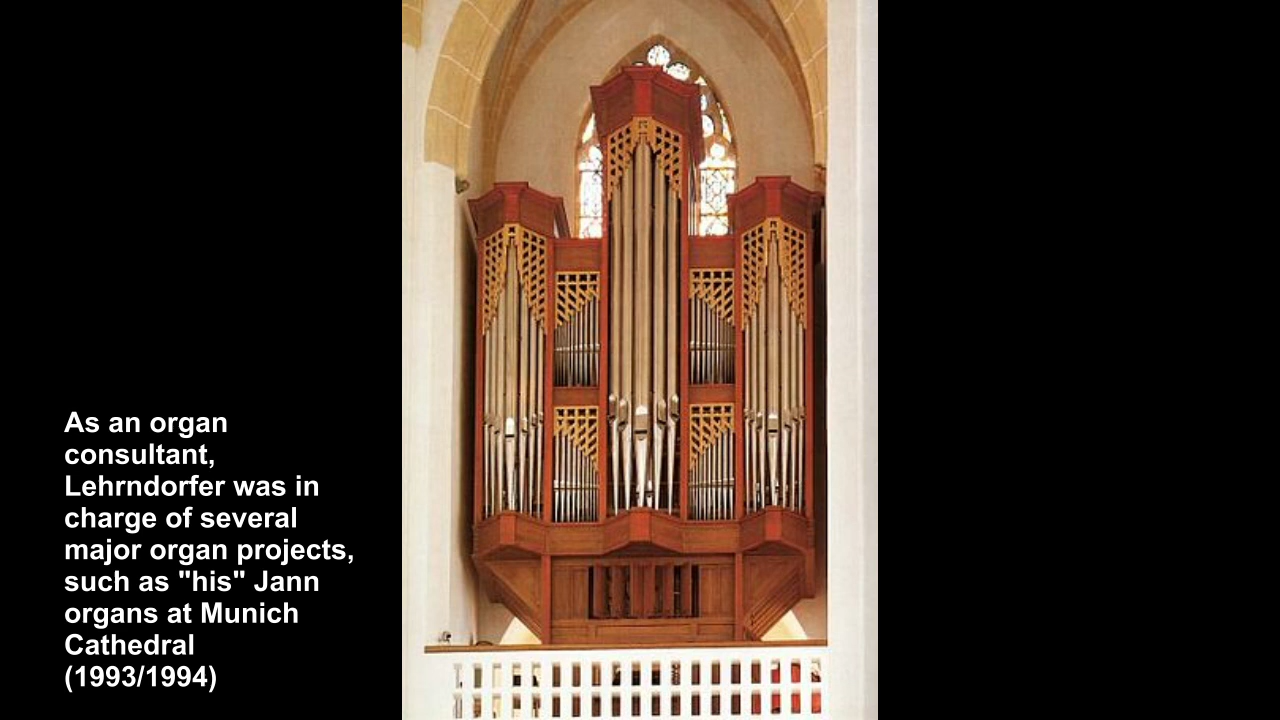 As an organ
consultant,
Lehrndorfer was in
charge of several
major organ projects,
such as "his" Jann
organs at Munich
Cathedral
(1993/1994)